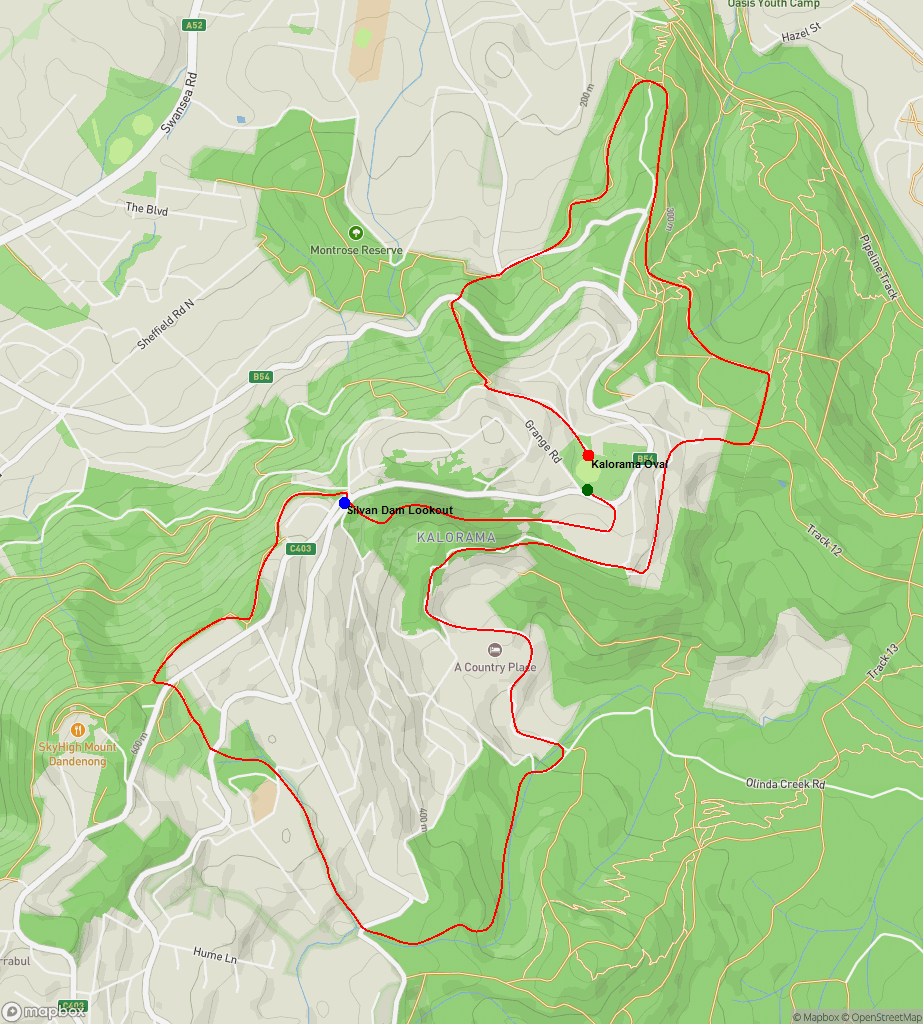 Oasis Youth Camp
A52
Hazel St
Swansea Rd
200 m
The Blvd
300 m
Montrose Reserve
Pipeline Track
Sheffield Rd N
B54
Grange Rd
B54
Kalorama Oval
Silvan Dam Lookout
KALORAMA
C403
Track 12
A Country Place
Track 13
600 m
SkyHigh Mount
Dandenong
Olinda Creek Rd
400 m
Hume Ln
rrabul
C403
mapbox
© Mapbox © OpenStreetMap